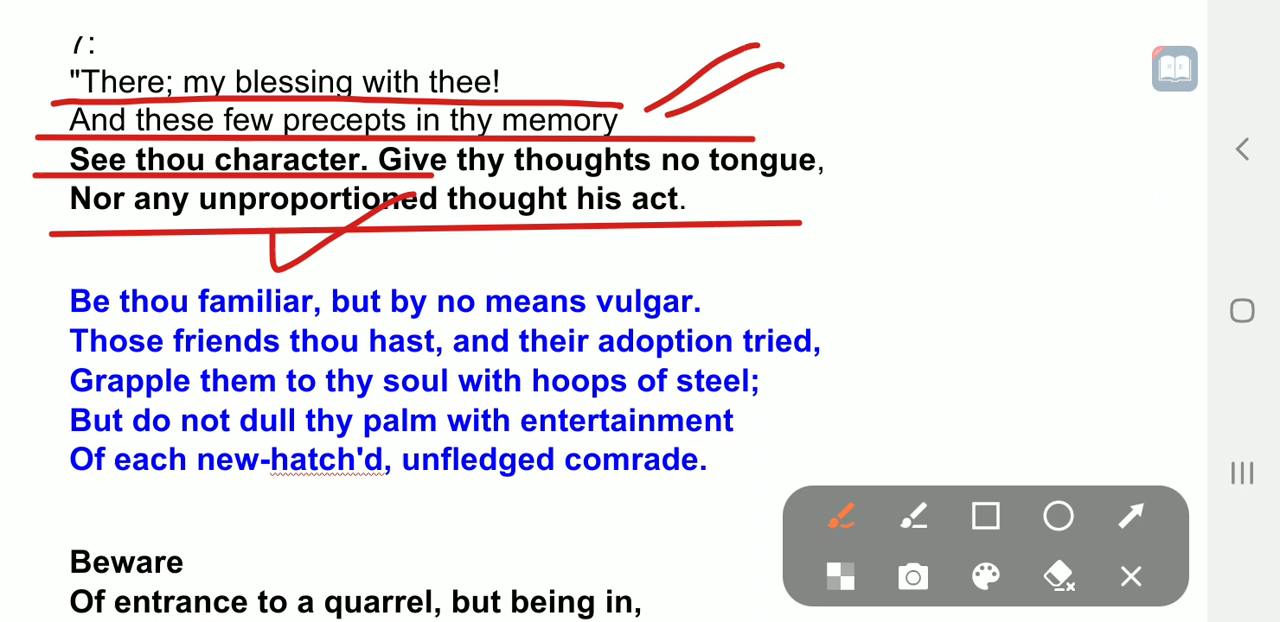 7:
"There; my blessing with thee!
And these few precepts in thy memory
See thou character. Give thy thoughts no tongue,
Nor any unproportioned thought his act.
Be thou familiar, but by no means vulgar.
Those friends thou hast, and their adoption tried,
Grapple them to thy soul with hoops of steel;
But do not dull thy palm with entertainment
Of each new-hatch'd, unfledged comrade.
Beware
Of entrance to a quarrel, but being in,